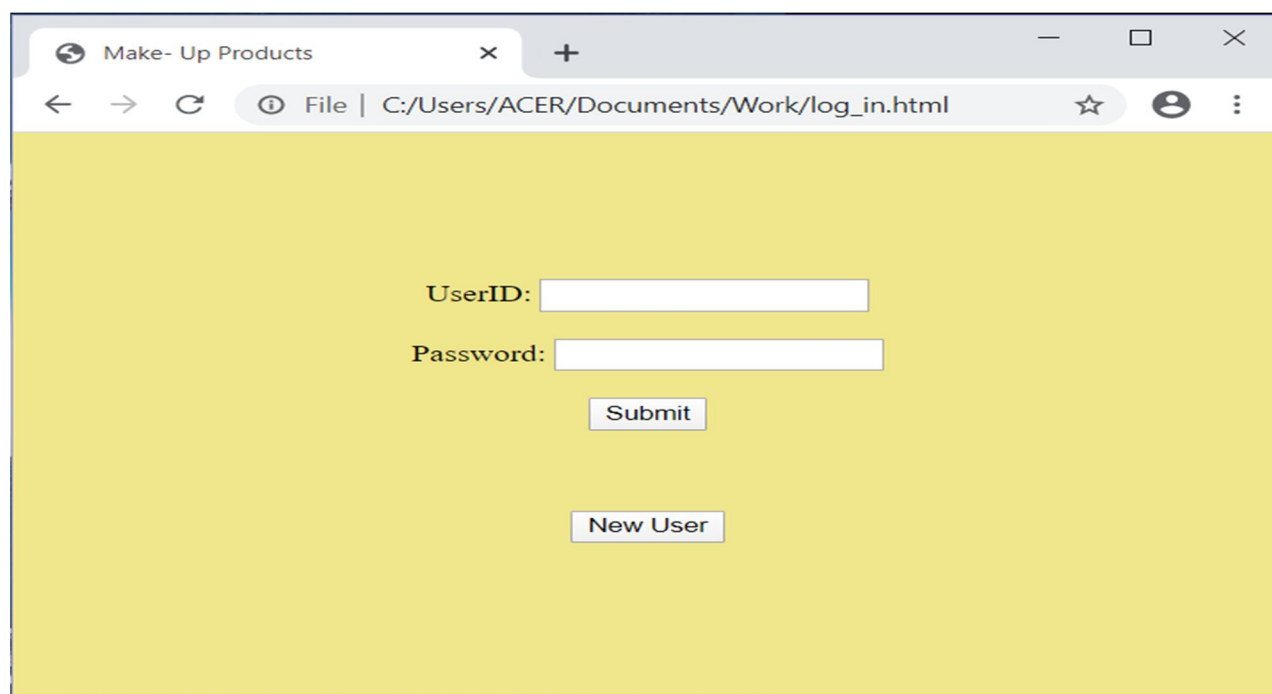 Make- Up Products
File | C:/Users/ACER/Documents/Work/log_in.html
UserID:
Password:
Submit
New User